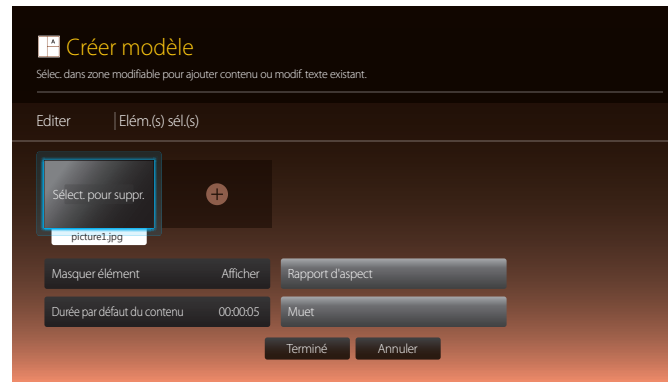 A
Créer modèle
Sélec. dans zone modifiable pour ajouter contenu ou modif. texte existant.
Editer Elém.(s) sél.(s)
Sélect. pour suppr.
picture1.jpg
Masquer élément Afficher Rapport d'aspect
Durée par défaut du contenu 00:00:05 Muet
Terminé Annuler